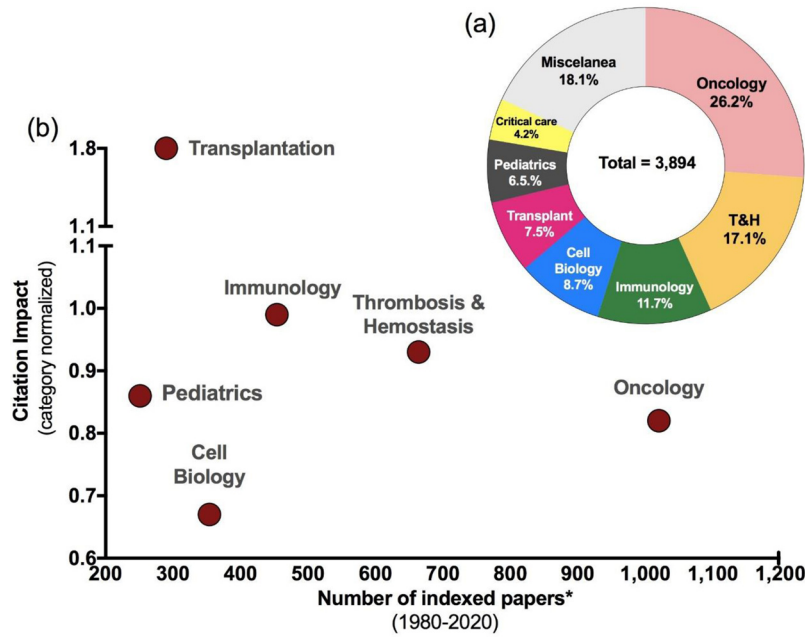 (a)
Miscelanea
18.1%
Oncology
26.2%
Critical care
4.2%
Pediatrics
6.5.%
Total = 3,894
Transplant
7.5%
T&H
17.1%
Cell
Biology
8.7%
Immunology
11.7%
(b)
Citation Impact
(category normalized)
1.8
1.1
1.1
1.0
0.9
0.8
0.7
0.6
Transplantation
Immunology
Thrombosis &
Hemostasis
Pediatrics
Oncology
Cell
Biology
200 300 400 500 600 700 800 900 1,000 1,100 1,200
Number of indexed papers*
(1980-2020)